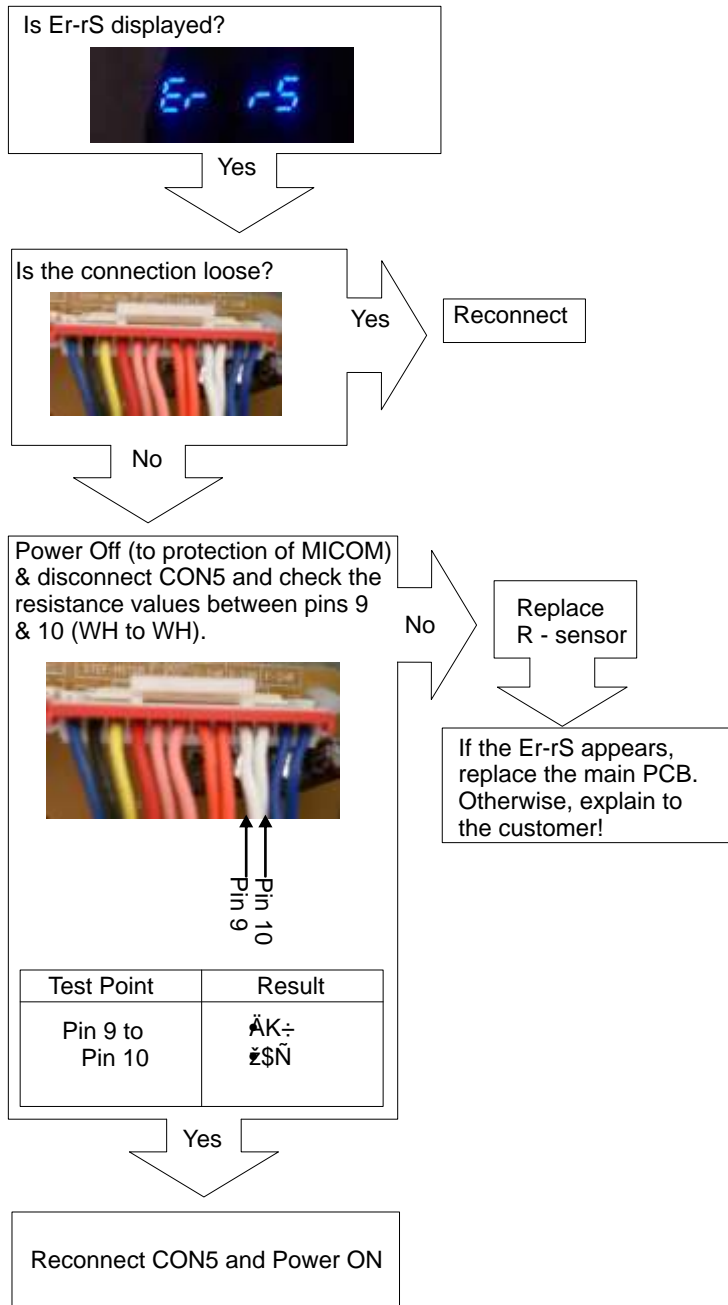 Is Er-rS displayed?
Er rS
Yes
Is the connection loose?
Yes
Reconnect
No
Power Off (to protection of MICOM)
& disconnect CON5 and check the
resistance values between pins 9
& 10 (WH to WH).
No
Replace
R - sensor
If the Er-rS appears,
replace the main PCB.
Otherwise, explain to
the customer!
Pin 9
Pin 10
Test Point
Result
Pin 9 to
Pin 10
Yes
Reconnect CON5 and Power ON